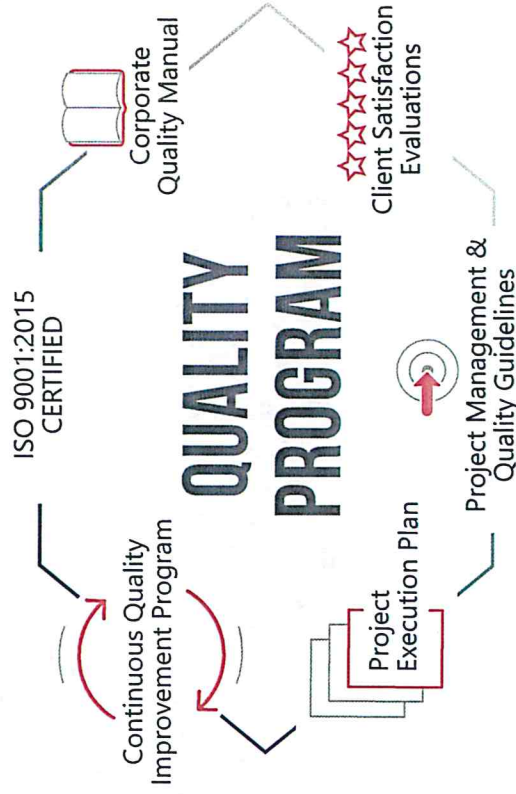 ISO 9001:2015
CERTIFIED
Corporate
Quality Manual
Client Satisfaction
Evaluations
Project Management &
Quality Guidelines
Project
Execution Plan
Continuous Quality
Improvement Program
QUALITY
PROGRAM